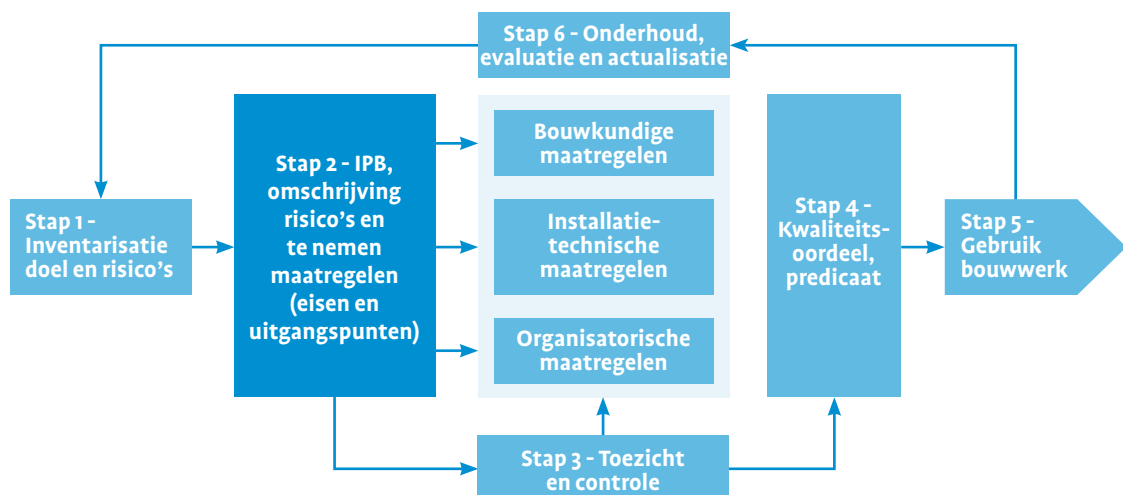 Stap 6 - Onderhoud,
evaluatie en actualisatie
Stap 1 -
Inventarisatie
doel en risico's
Stap 2 - IPB,
omschrijving
risico's en
te nemen
maatregelen
(eisen en
uitgangspunten)
Bouwkundige
maatregelen
Installatie-
technische
maatregelen
Organisatorische
maatregelen
Stap 3 - Toezicht
en controle
Stap 4 -
Kwaliteits-
oordeel,
predicaat
Stap 5 -
Gebruik
bouwwerk